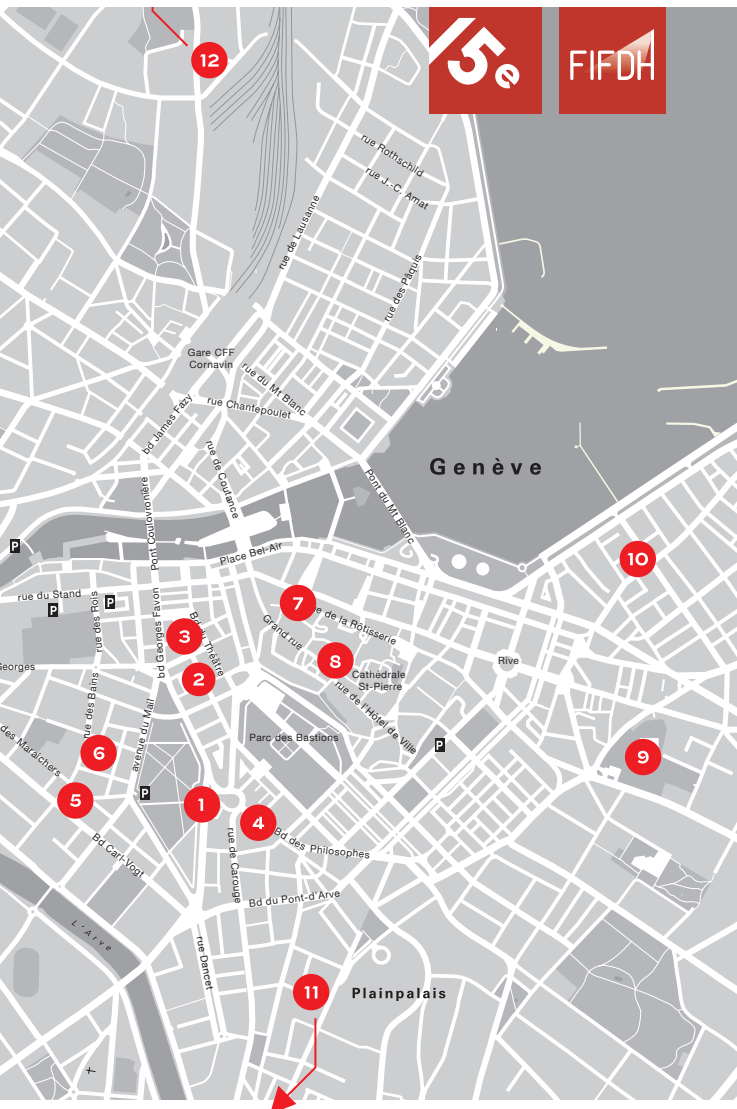 /5e
FIFDH
12
rue Rothschild
rue J.-C. Amat
rue de Lausanne
rue des Pâquis
Gare CFF
Cornavin
rue du Mt Blanc
rue Chantepoulet
bd James Fazy
rue de Coutance
Genève
Pont du Mt Blanc
Pont Coulovrenière
P
Place Bel-Air
10
rue du Stand
P
P
rue des Rois
bd Georges Favon
7
e de la Rôtisserie
3
Bd du Théâtre
Grand rue
8
Cathédrale
St-Pierre
Rive
Georges
2
rue de l'Hôtel de Ville
rue des Bains
avenue du Mail
Parc des Bastions
P
des Maraîchers
6
9
5
P
1
4
Bd des Philosophes
rue de Carouge
Bd Carl-Vogt
Bd du Pont-d'Arve
L'Arve
rue Dancet
11
Plainpalais